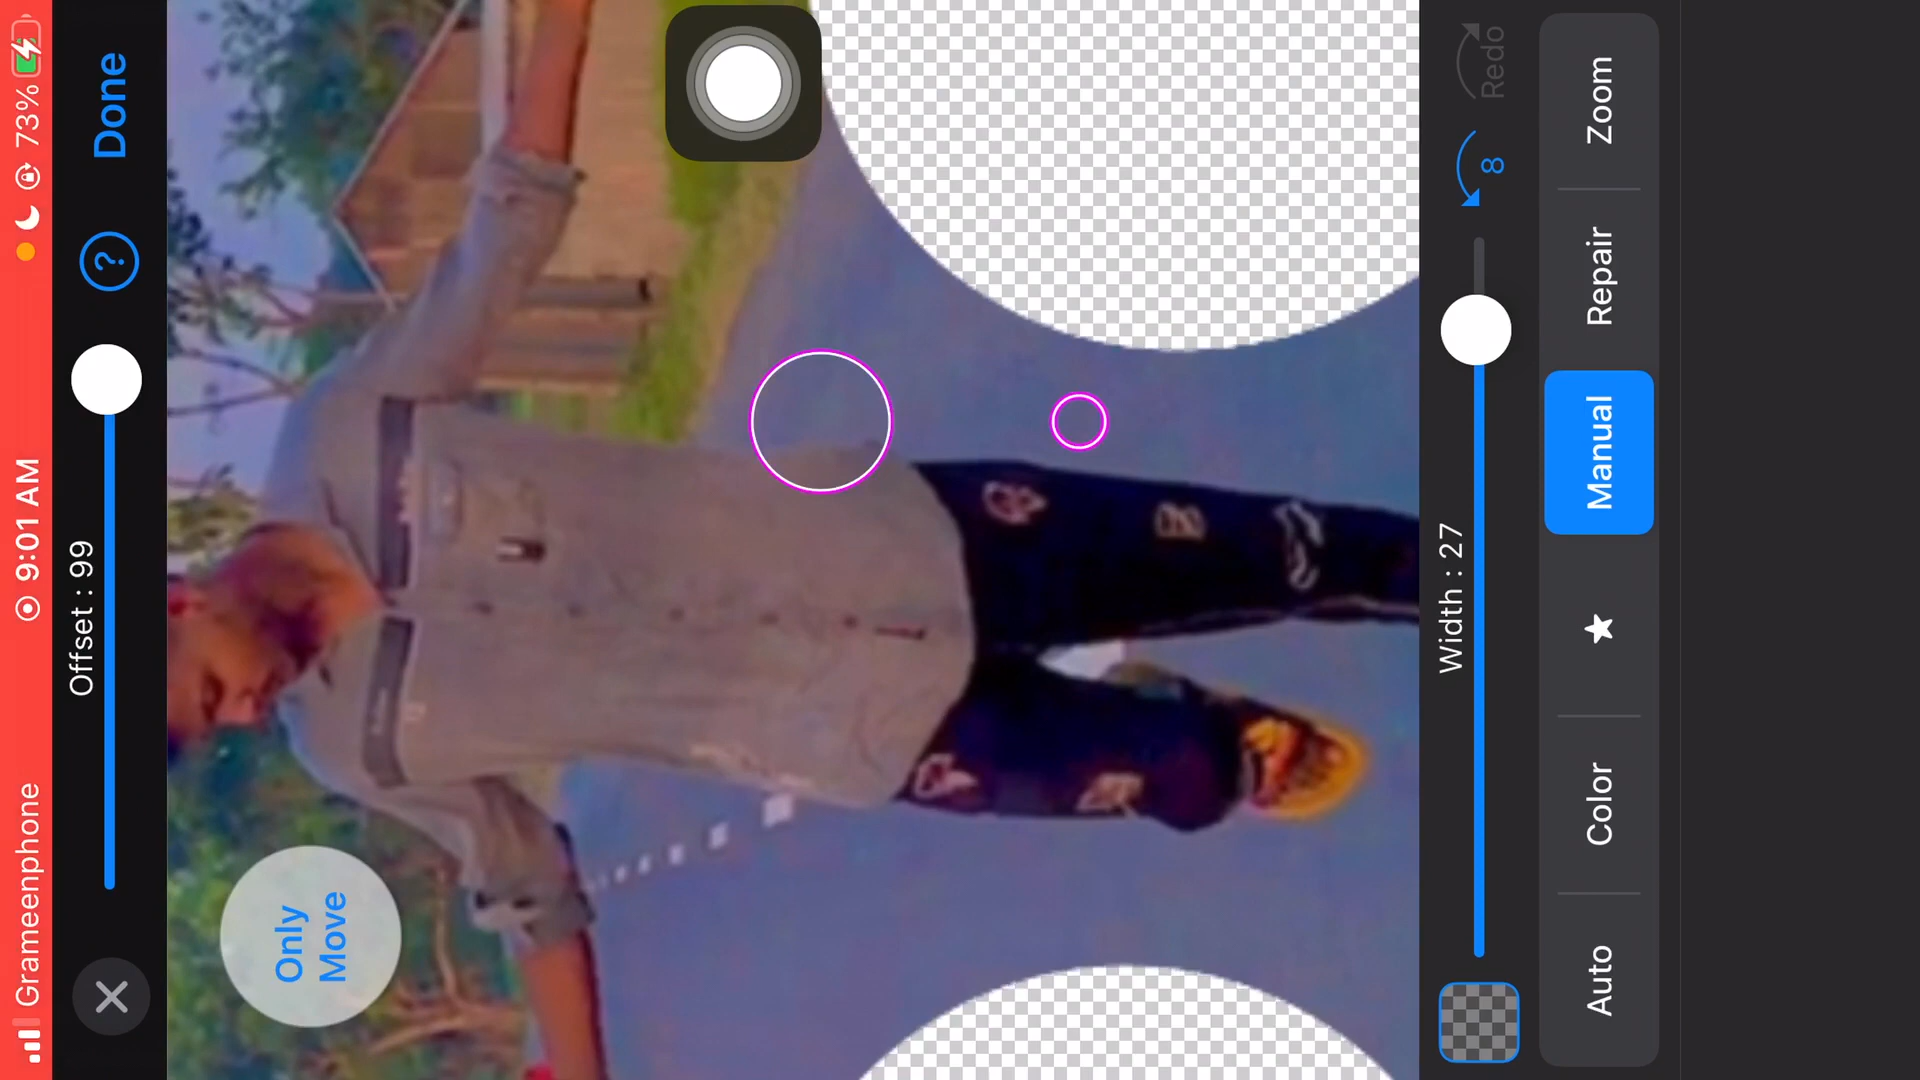 Grameenphone
9:01 AM
73%
Offset : 99
?
Done
Only
Move
Width : 27
8
Redo
Auto
Color
Manual
Repair
Zoom